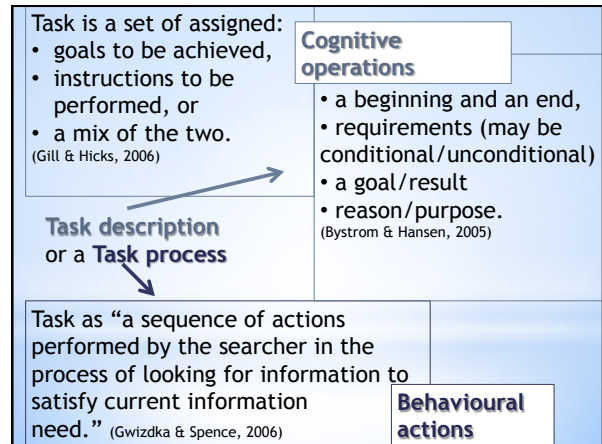 Task is a set of assigned:
• goals to be achieved,
• instructions to be
performed, or
• a mix of the two.
(Gill & Hicks, 2006)
Cognitive
operations
• a beginning and an end,
• requirements (may be
conditional/unconditional)
• a goal/result
• reason/purpose.
(Bystrom & Hansen, 2005)
Task description
or a Task process
Task as “a sequence of actions
performed by the searcher in the
process of looking for information to
satisfy current information
need.” (Gwizdka & Spence, 2006)
Behavioural
actions